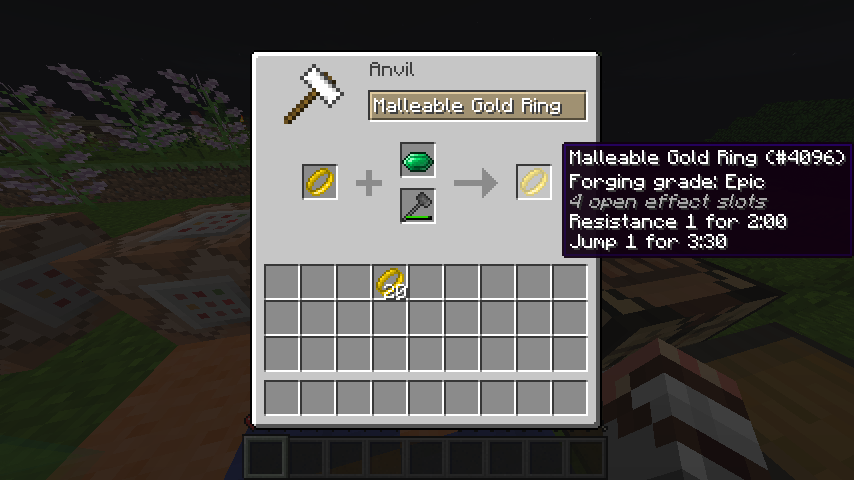 Anvil
Malleable Gold Ring
Malleable Gold Ring (#4096)
Forging grade: Epic
4 open effect slots
Resistance 1 for 2:00
Jump 1 for 3:30
20